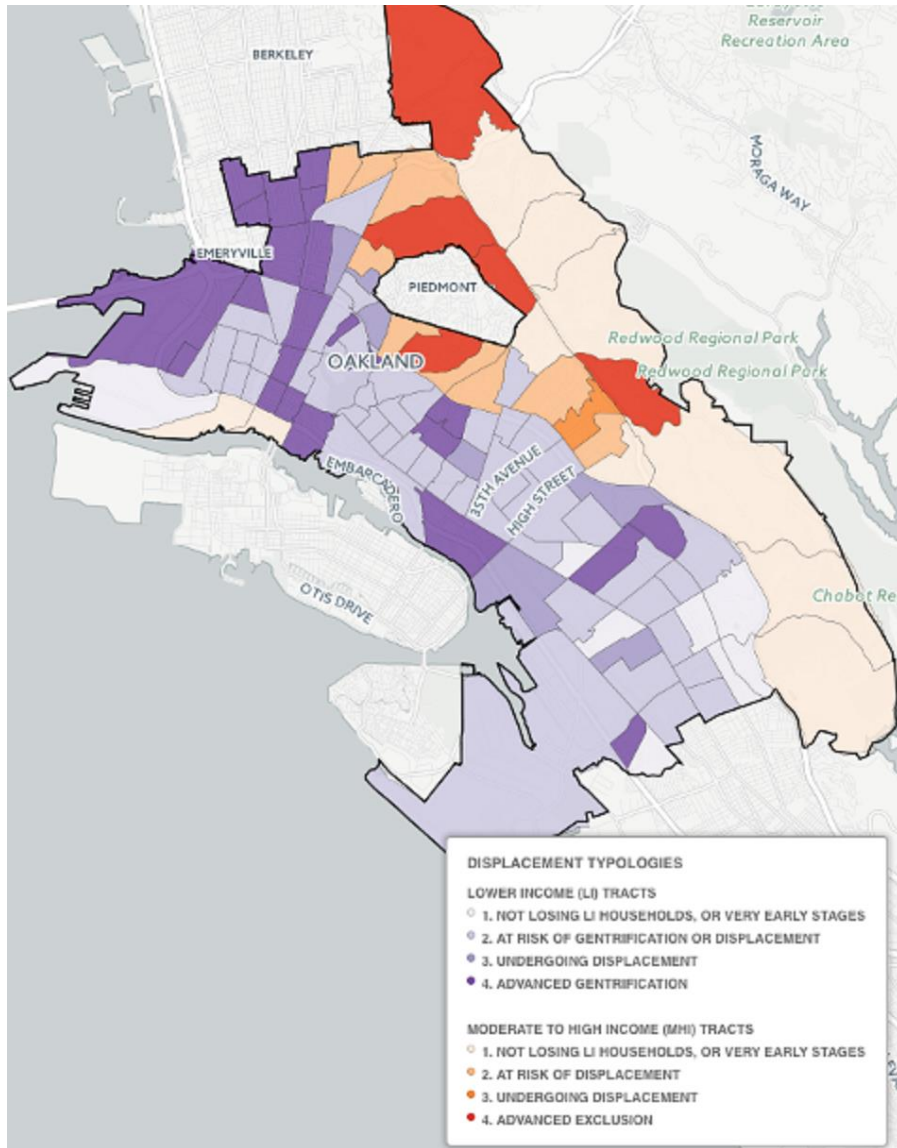 Reservoir
Recreation Area
BERKELEY
MORAGA WAY
EMERYVILLE
PIEDMONT
Redwood Regional Park
OAKLAND
Redwood Regional Park
35TH AVENUE
EMBARCADERO
HIGH STREET
OTIS DRIVE
Chabot Re
DISPLACEMENT TYPOLOGIES
LOWER INCOME (LI) TRACTS
1. NOT LOSING LI HOUSEHOLDS, OR VERY EARLY STAGES
2. AT RISK OF GENTRIFICATION OR DISPLACEMENT
3. UNDERGOING DISPLACEMENT
4. ADVANCED GENTRIFICATION
MODERATE TO HIGH INCOME (MHI) TRACTS
1. NOT LOSING LI HOUSEHOLDS, OR VERY EARLY STAGES
2. AT RISK OF DISPLACEMENT
3. UNDERGOING DISPLACEMENT
4. ADVANCED EXCLUSION